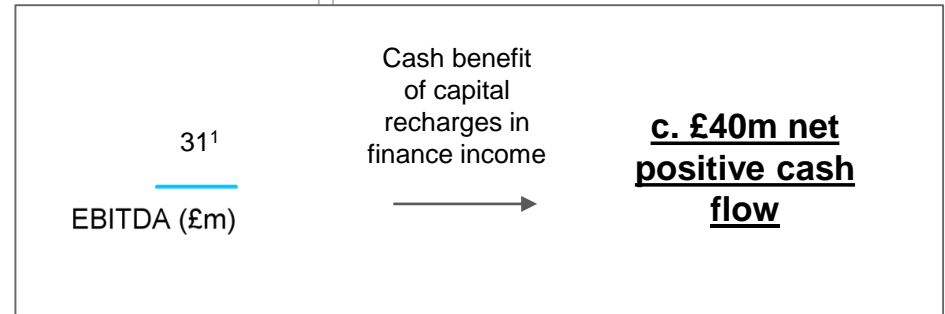 31¹
EBITDA (£m)
Cash benefit
of capital
recharges in
finance income
c. £40m net
positive cash
flow